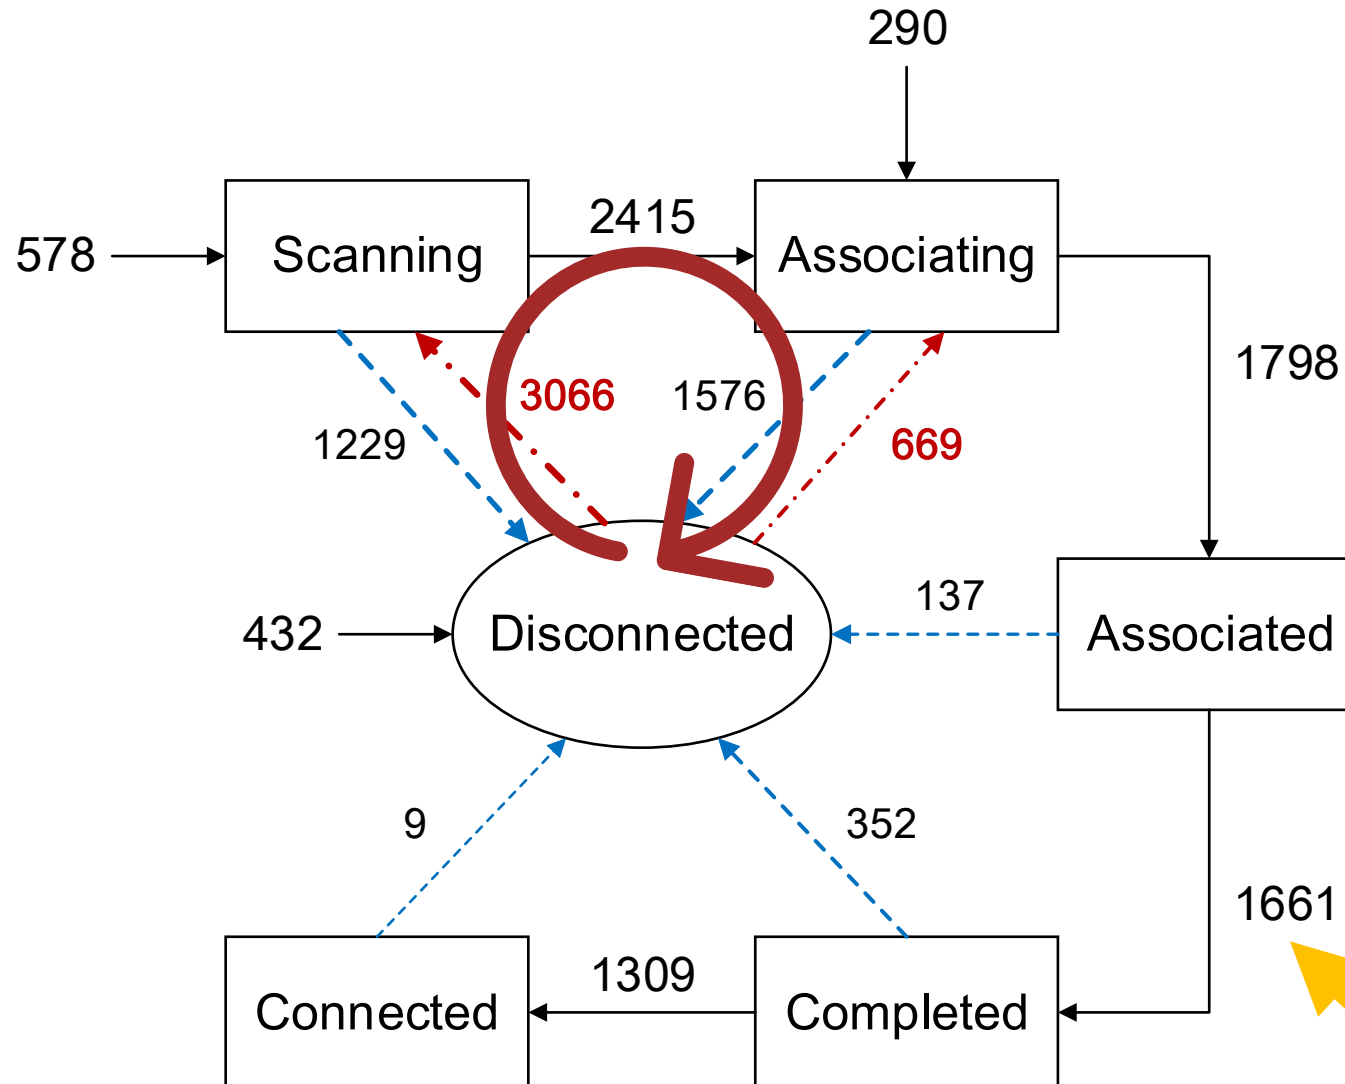 290
2415
Scanning
Associating
578
1798
3066
1576
1229
669
137
432
Disconnected
Associated
9
352
1661
1309
Connected
Completed